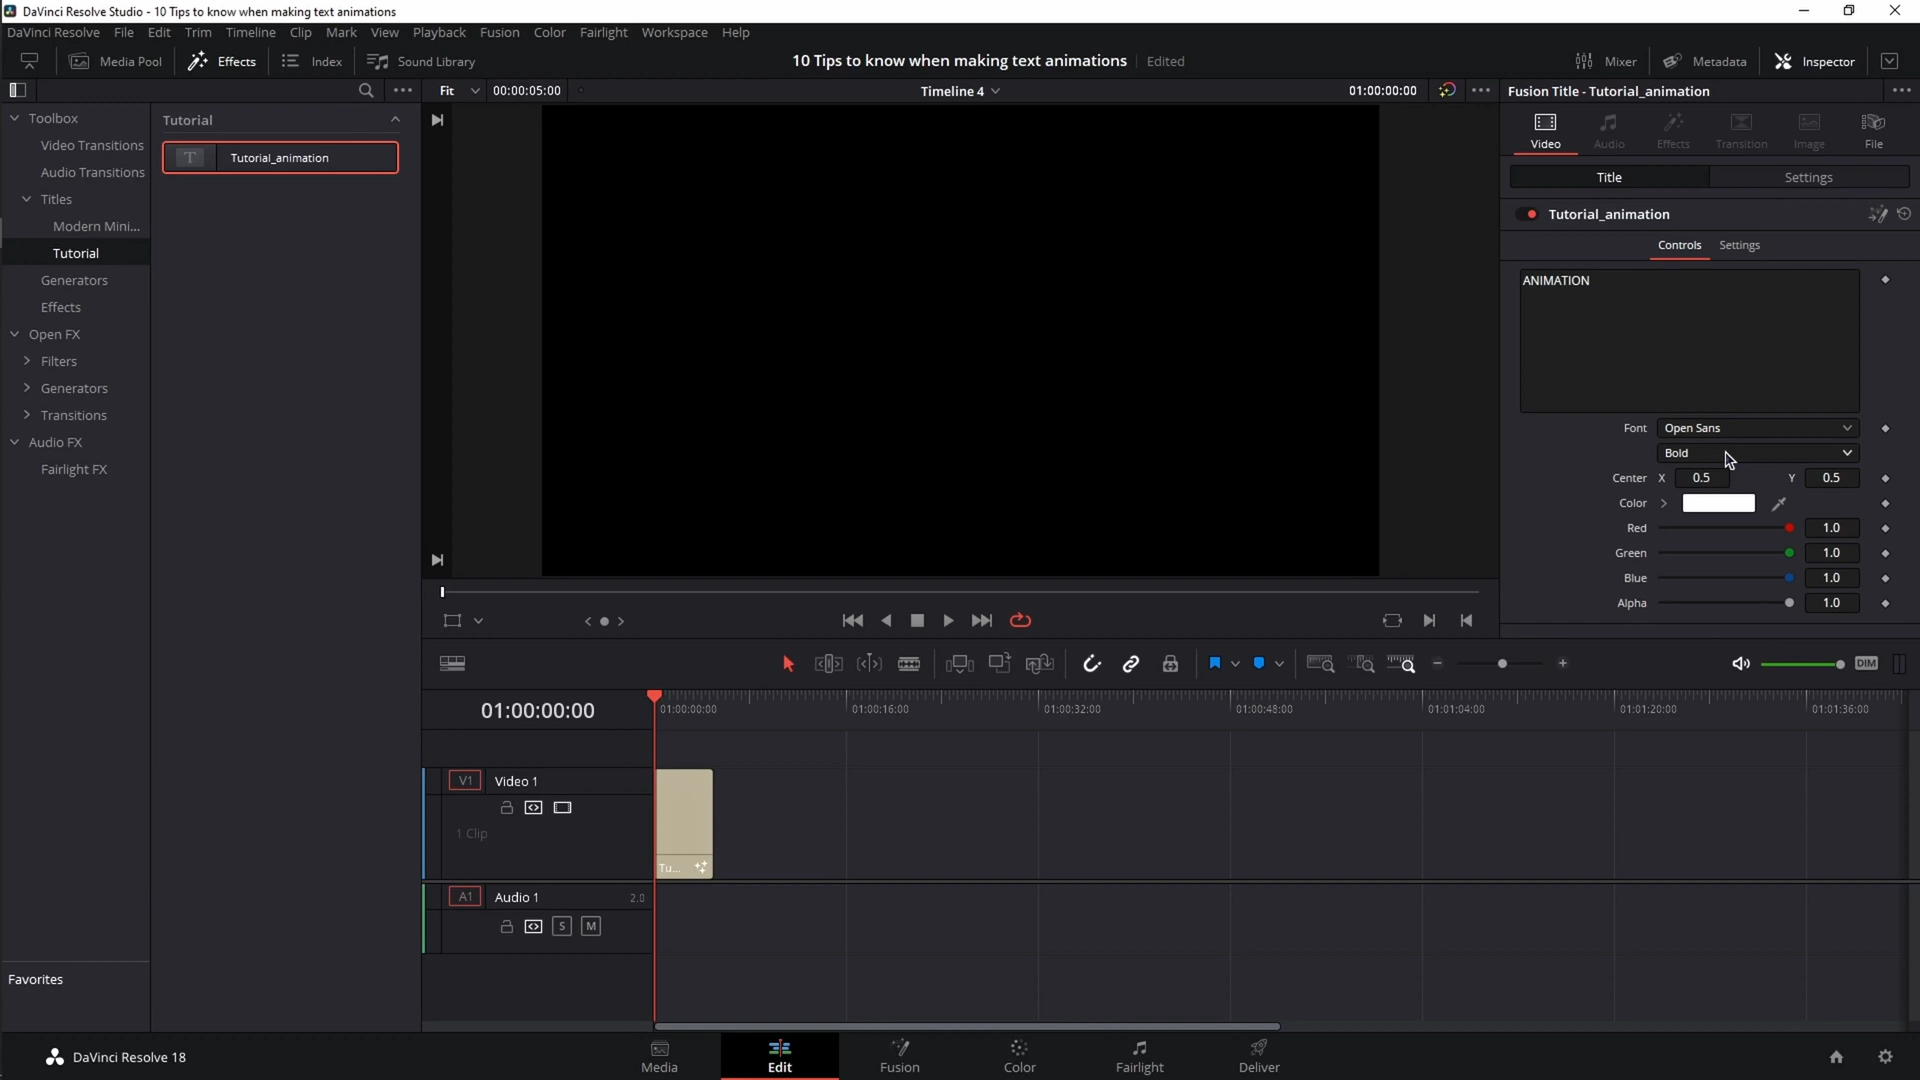 DaVinci Resolve Studio - 10 Tips to know when making text animations
DaVinci Resolve File Edit Trim Timeline Clip Mark View Playback Fusion Color Fairlight Workspace Help
Media Pool Effects Index Sound Library 10 Tips to know when making text animations Edited Mixer Metadata Inspector
Fit 00:00:05:00 Timeline 4 01:00:00:00 Fusion Title - Tutorial_animation
Toolbox
Video Transitions
Audio Transitions
Titles
Modern Mini...
Tutorial
Generators
Effects
Open FX
Filters
Generators
Transitions
Audio FX
Fairlight FX
Favorites
Tutorial
T Tutorial_animation
Video Audio Effects Transition Image File
Title Settings
Tutorial_animation
Controls Settings
ANIMATION
Font Open Sans
Bold
Center X 0.5 Y 0.5
Color
Red 1.0
Green 1.0
Blue 1.0
Alpha 1.0
DIM
01:00:00:00 01:00:00:00 01:00:16:00 01:00:32:00 01:00:48:00 01:01:04:00 01:01:20:00 01:01:36:00
V1 Video 1
1 Clip
Tu...
A1 Audio 1 2.0
S M
DaVinci Resolve 18
Media Edit Fusion Color Fairlight Deliver